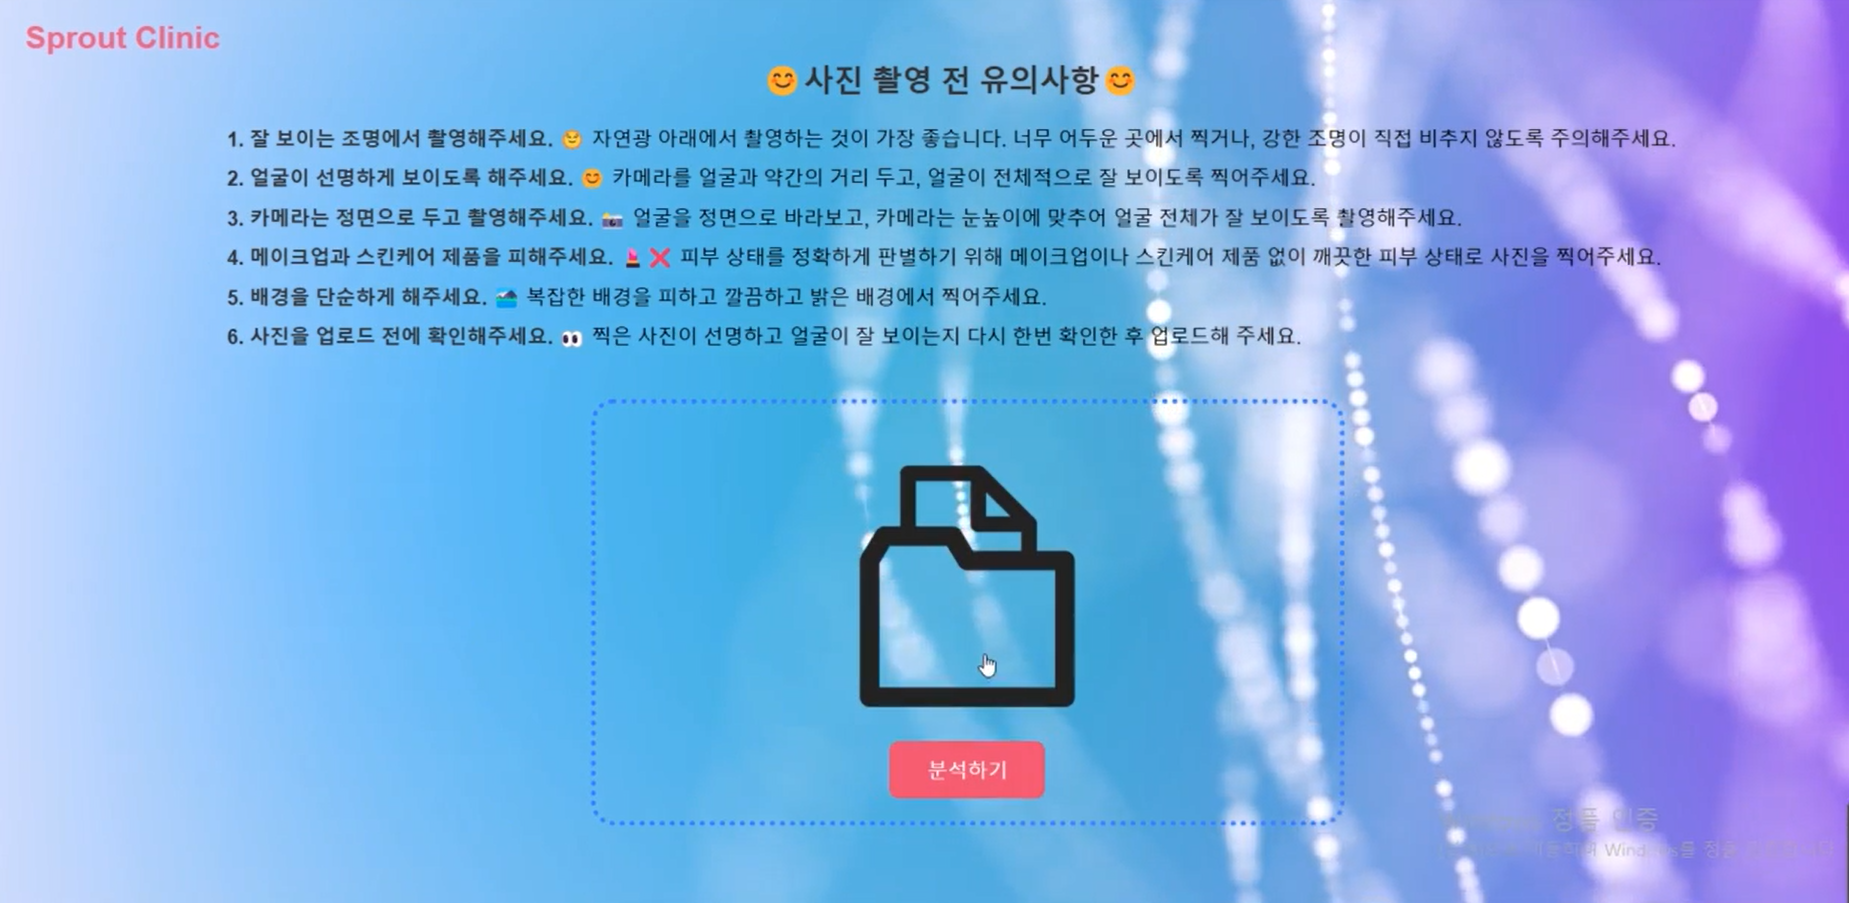 Sprout Clinic
😊사진 촬영 전 유의사항😊
1. 잘 보이는 조명에서 촬영해주세요. 😊 자연광 아래에서 촬영하는 것이 가장 좋습니다. 너무 어두운 곳에서 찍거나, 강한 조명이 직접 비추지 않도록 주의해주세요.
2. 얼굴이 선명하게 보이도록 해주세요. 😊 카메라를 얼굴과 약간의 거리 두고, 얼굴이 전체적으로 잘 보이도록 찍어주세요.
3. 카메라는 정면으로 두고 촬영해주세요. 📸 얼굴을 정면으로 바라보고, 카메라는 눈높이에 맞추어 얼굴 전체가 잘 보이도록 촬영해주세요.
4. 메이크업과 스킨케어 제품을 피해주세요. 💄❌ 피부 상태를 정확하게 판별하기 위해 메이크업이나 스킨케어 제품 없이 깨끗한 피부 상태로 사진을 찍어주세요.
5. 배경을 단순하게 해주세요. 🏞️ 복잡한 배경을 피하고 깔끔하고 밝은 배경에서 찍어주세요.
6. 사진을 업로드 전에 확인해주세요. 👀 찍은 사진이 선명하고 얼굴이 잘 보이는지 다시 한번 확인한 후 업로드해 주세요.
분석하기
정품 인증
Windows를 정품